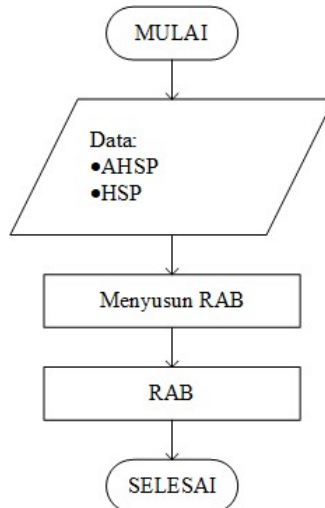 MULAI
Data:
●AHSP
●HSP
Menyusun RAB
RAB
SELESAI